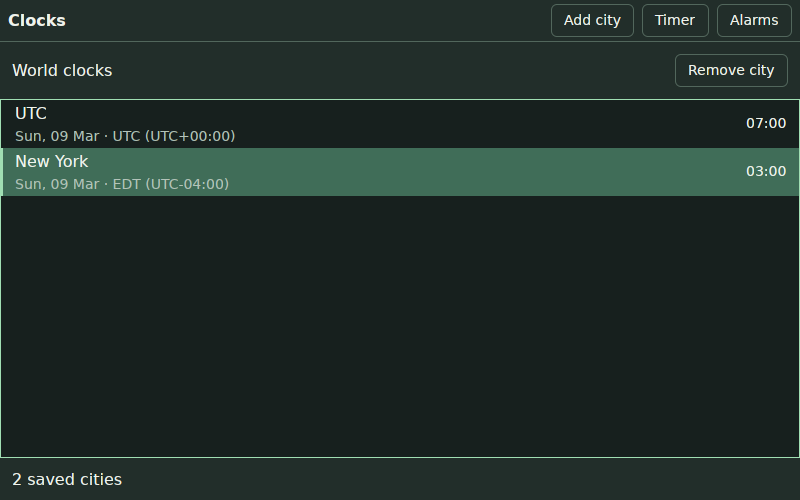 Clocks
Add city
Timer
Alarms
World clocks
Remove city
UTC
07:00
Sun, 09 Mar · UTC (UTC+00:00)
New York
03:00
Sun, 09 Mar · EDT (UTC-04:00)
2 saved cities